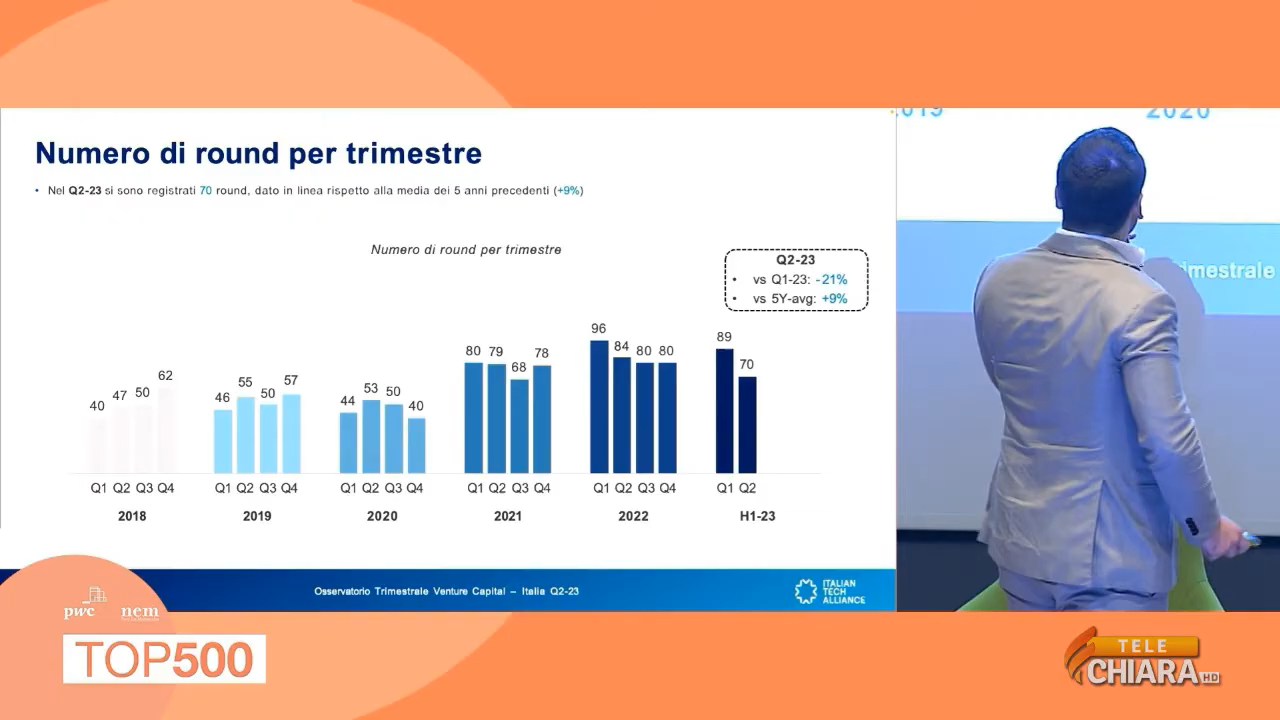 2019
2020
Numero di round per trimestre
• Nel Q2-23 si sono registrati 70 round, dato in linea rispetto alla media dei 5 anni precedenti (+9%)
Numero di round per trimestre
Q2-23
• vs Q1-23: -21%
• vs 5Y-avg: +9%
40 47 50 62
46 55 50 57
44 53 50 40
80 79 68 78
96 84 80 80
89 70
Q1 Q2 Q3 Q4 Q1 Q2 Q3 Q4 Q1 Q2 Q3 Q4 Q1 Q2 Q3 Q4 Q1 Q2 Q3 Q4 Q1 Q2
2018 2019 2020 2021 2022 H1-23
imestrale
Osservatorio Trimestrale Venture Capital – Italia Q2-23
ITALIAN
TECH
ALLIANCE
pwc nem
TOP500
TELE
CHIARA HD